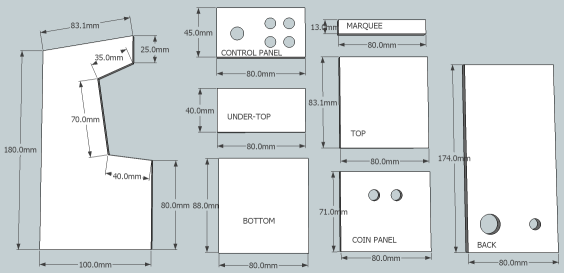 83.1mm
25.0mm
35.0mm
70.0mm
180.0mm
40.0mm
80.0mm
100.0mm
45.0mm
CONTROL PANEL
80.0mm
40.0mm
UNDER-TOP
80.0mm
88.0mm
BOTTOM
80.0mm
13.0mm
MARQUEE
80.0mm
83.1mm
TOP
80.0mm
71.0mm
COIN PANEL
80.0mm
174.0mm
BACK
80.0mm